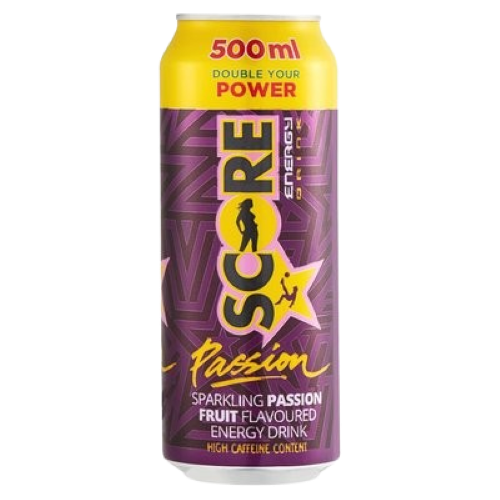 500ml
DOUBLE YOUR
POWER
SCORE
ENERGY
DRINK
Passion
SPARKLING PASSION
FRUIT FLAVOURED
ENERGY DRINK
HIGH CAFFEINE CONTENT